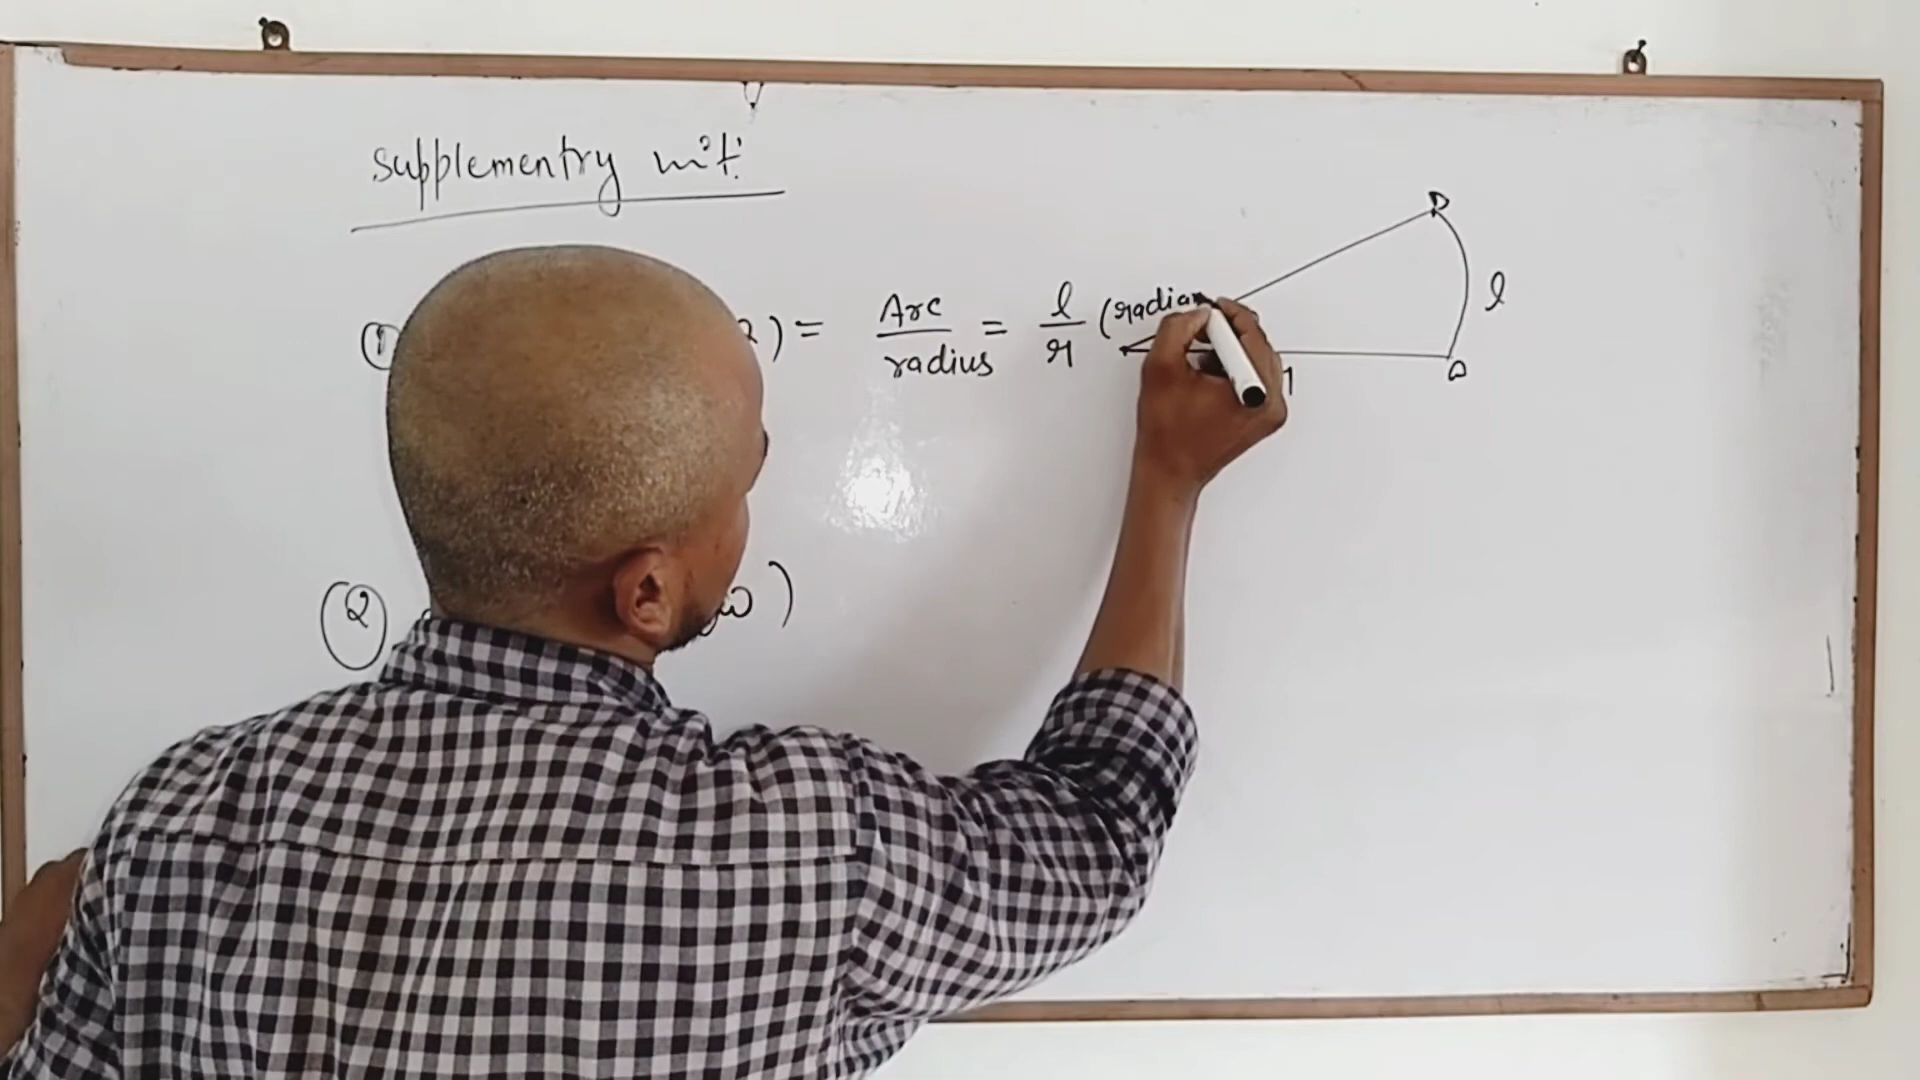 supplementry unit:
① ) = Arc / radius = l / r (radian
② ω )
P
l